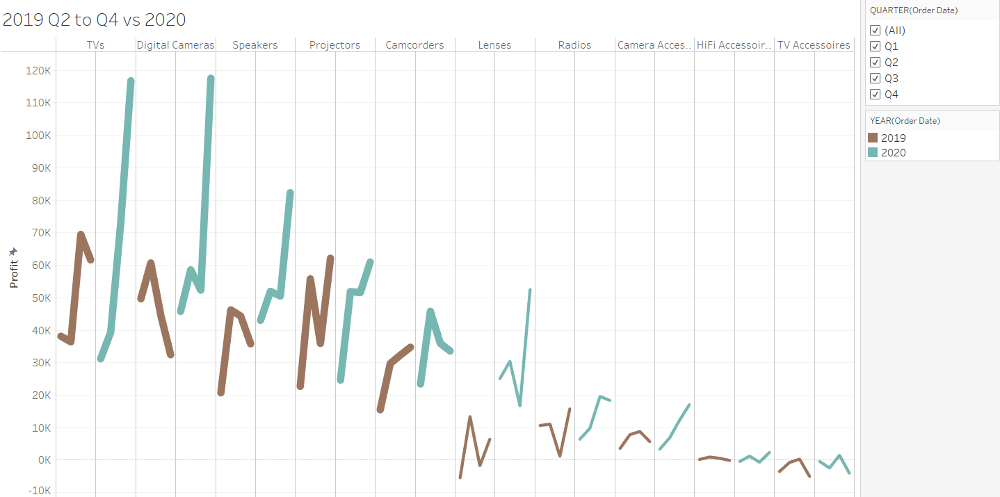 2019 Q2 to Q4 vs 2020
TVs
Digital Cameras
Speakers
Projectors
Camcorders
Lenses
Radios
Camera Acces..
HiFi Accessoir..
TV Accessoires
120K
110K
100K
90K
80K
70K
60K
50K
40K
30K
20K
10K
0K
-10K
Profit
QUARTER(Order Date)
(All)
Q1
Q2
Q3
Q4
YEAR(Order Date)
2019
2020